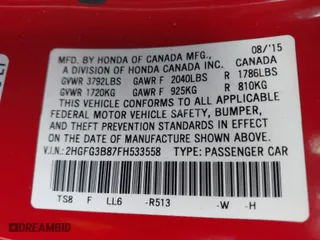 MFD. BY HONDA OF CANADA MFG.,
A DIVISION OF HONDA CANADA INC.
08/'15
CANADA
GVWR 3792LBS GAWR F 2040LBS R 1786LBS
GVWR 1720KG GAWR F 925KG R 810KG
THIS VEHICLE CONFORMS TO ALL APPLICABLE
FEDERAL MOTOR VEHICLE SAFETY, BUMPER,
AND THEFT PREVENTION STANDARDS IN EFFECT
ON THE DATE OF MANUFACTURE SHOWN ABOVE.
V.I.N.: 2HGFG3B87FH533558 TYPE: PASSENGER CAR
TS8 F LL6 -R513 -W -H